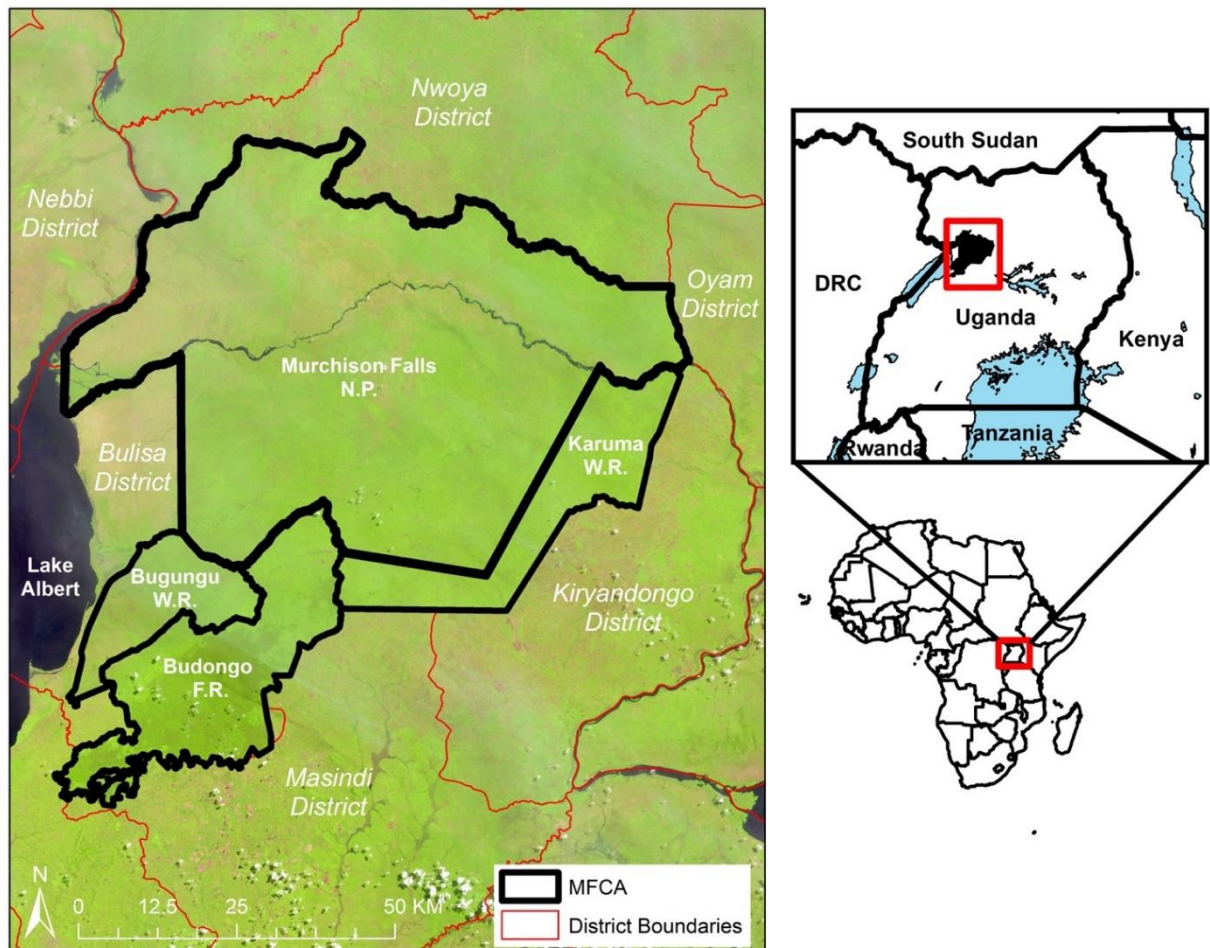 Nwoya
District
Nebbi
District
Oyam
District
Murchison Falls
N.P.
Karuma
W.R.
Bulisa
District
Lake
Albert
Bugungu
W.R.
Kiryandongo
District
Budongo
F.R.
Masindi
District
N
0 12.5 25 50 KM
MFCA
District Boundaries
South Sudan
DRC
Uganda
Kenya
Rwanda
Tanzania